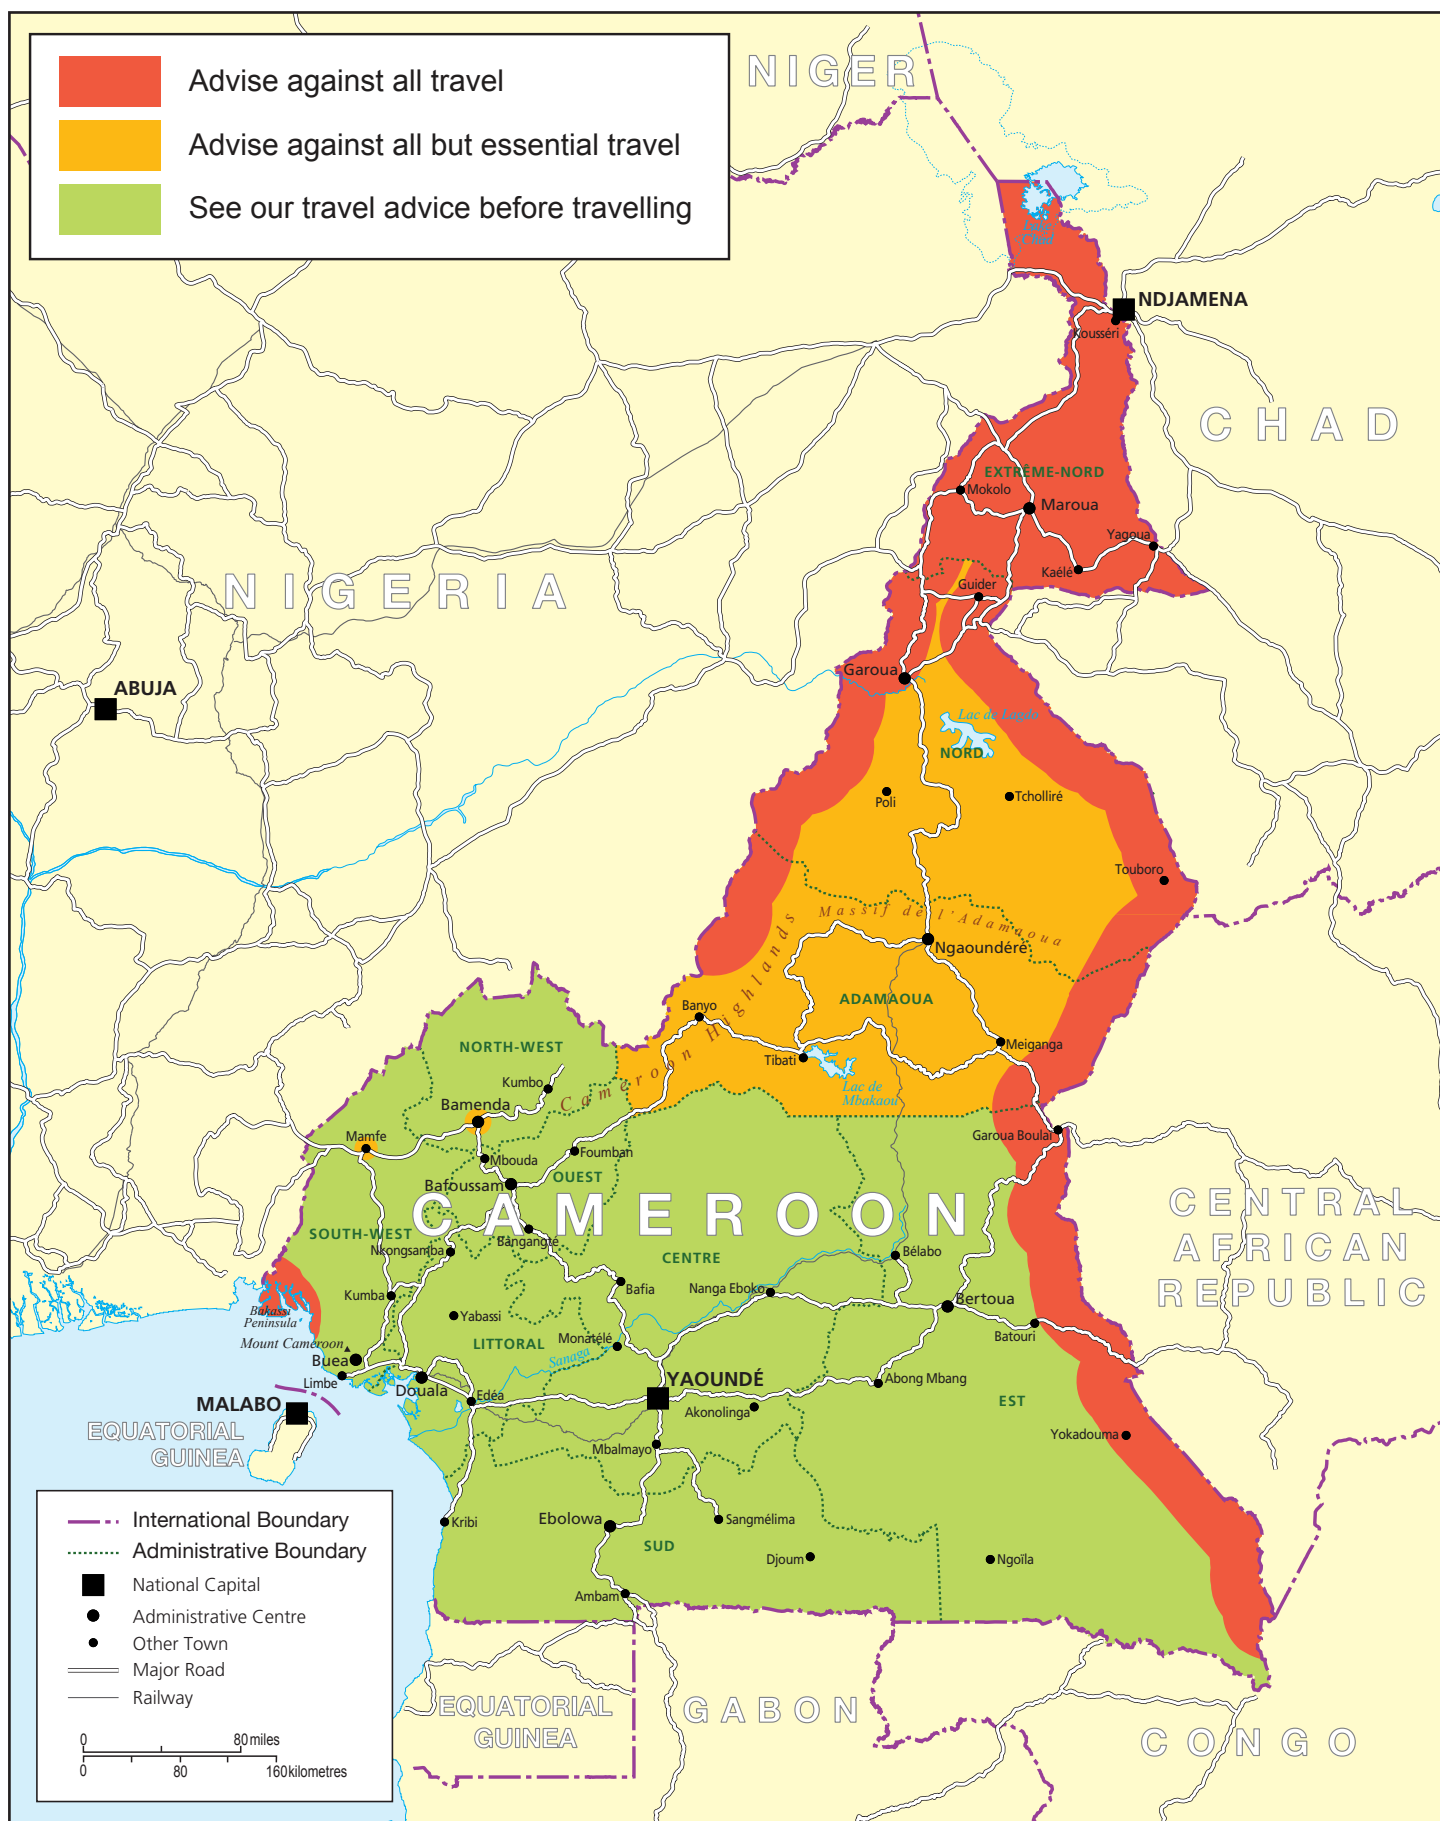 Advise against all travel
Advise against all but essential travel
See our travel advice before travelling
NIGER
Lake
Chad
NDJAMENA
Kousséri
CHAD
EXTRÊME-NORD
Mokolo
Maroua
Yagoua
Kaélé
Guider
NIGERIA
Garoua
ABUJA
Lac de Lagdo
NORD
Poli
Tcholliré
Touboro
Massif de l'Adamaoua
Ngaoundéré
ADAMAOUA
Banyo
Cameroon Highlands
Meiganga
Tibati
Lac de
Mbakaou
NORTH-WEST
Kumbo
Bamenda
Mamfe
Garoua Boulai
Mbouda
Foumban
OUEST
Bafoussam
CAMEROON
CENTRAL
AFRICAN
REPUBLIC
SOUTH-WEST
Nkongsamba
Bangangté
CENTRE
Bélabo
Bafia
Nanga Eboko
Kumba
Bertoua
Bakassi
Peninsula
Yabassi
Batouri
Mount Cameroon
LITTORAL
Monatélé
Sanaga
Buea
Limbe
Douala
Edéa
YAOUNDÉ
Abong Mbang
MALABO
Akonolinga
EST
EQUATORIAL
GUINEA
Mbalmayo
Yokadouma
Kribi
Ebolowa
Sangmélima
SUD
Djoum
Ngoïla
Ambam
International Boundary
Administrative Boundary
National Capital
Administrative Centre
Other Town
Major Road
Railway
0 80 miles
0 80 160 kilometres
EQUATORIAL
GUINEA
GABON
CONGO